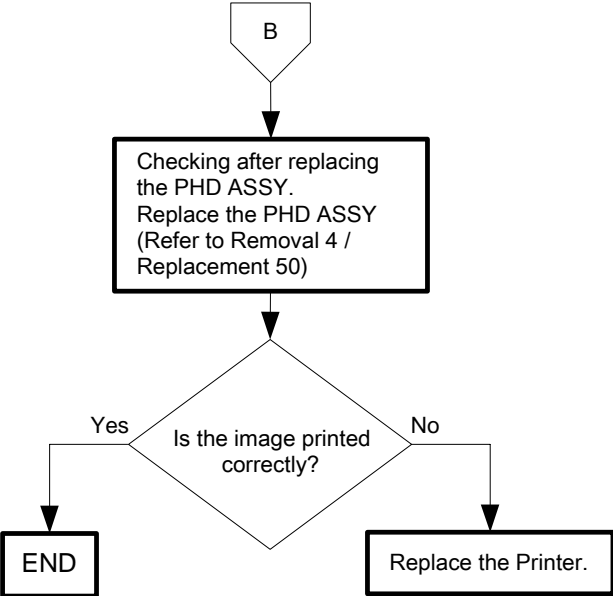 B
Checking after replacing
the PHD ASSY.
Replace the PHD ASSY
(Refer to Removal 4 /
Replacement 50)
Yes
No
Is the image printed
correctly?
END
Replace the Printer.